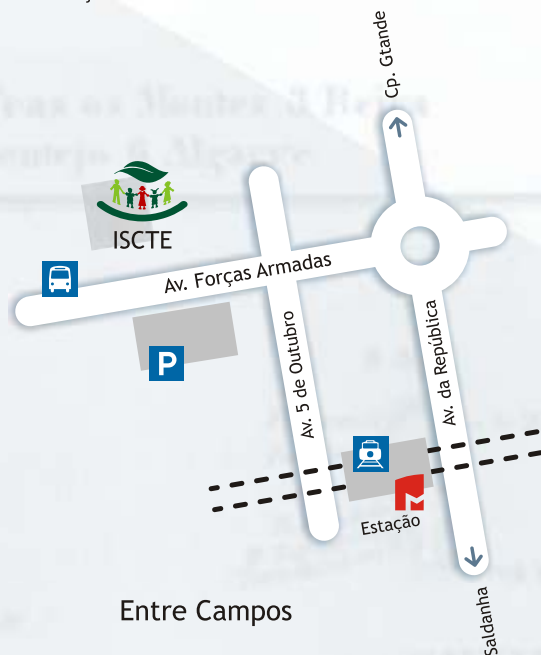 Cp. Gtande
ISCTE
Av. Forças Armadas
P
Av. 5 de Outubro
Av. da República
M
Estação
Entre Campos
Saldanha